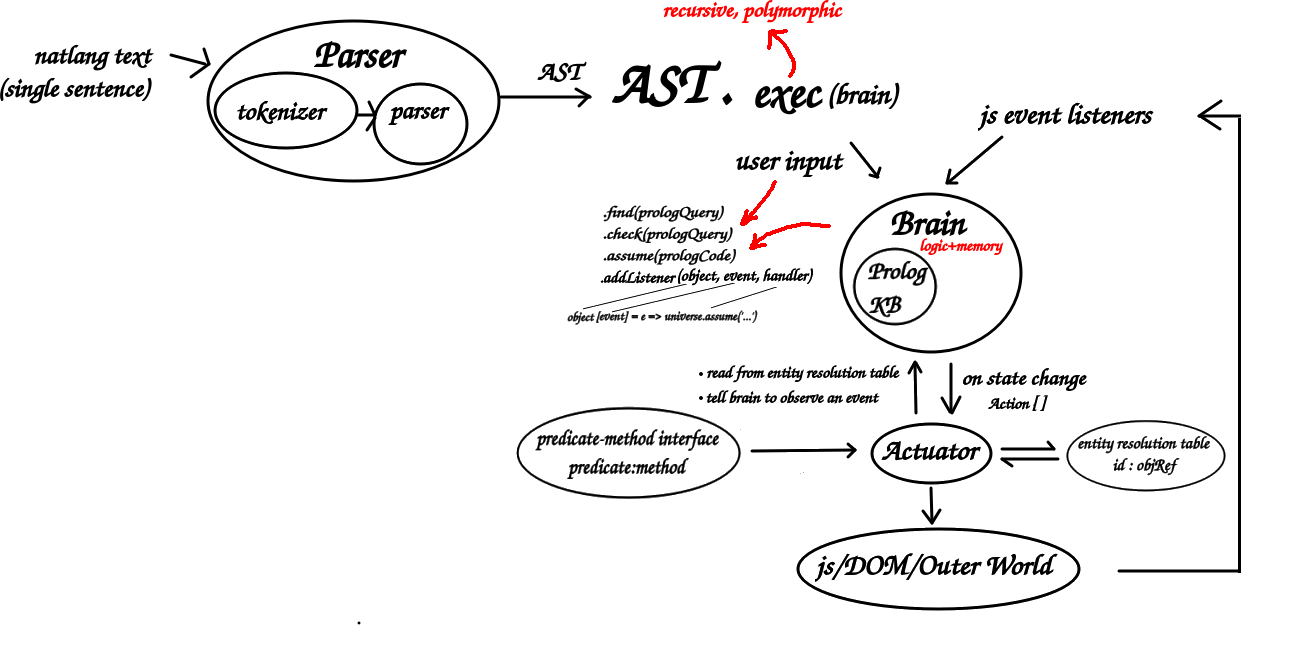 recursive, polymorphic
natlang text
(single sentence)
Parser
tokenizer
parser
AST
AST. exec (brain)
js event listeners
user input
.find(prologQuery)
.check(prologQuery)
.assume(prologCode)
.addListener (object, event, handler)
object [event] = e => universe.assume('...')
Brain
logic+memory
Prolog
KB
• read from entity resolution table
• tell brain to observe an event
on state change
Action [ ]
predicate-method interface
predicate:method
Actuator
entity resolution table
id : objRef
js/DOM/Outer World